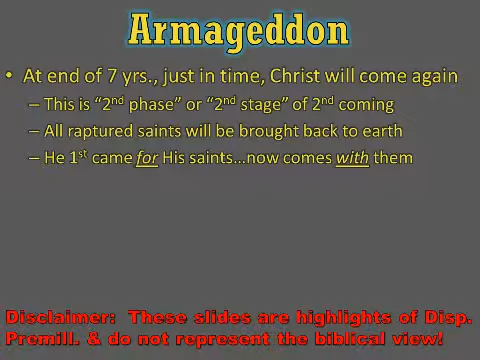 Armageddon
• At end of 7 yrs., just in time, Christ will come again
– This is “2nd phase” or “2nd stage” of 2nd coming
– All raptured saints will be brought back to earth
– He 1st came for His saints…now comes with them
Disclaimer: These slides are highlights of Disp.
Premill. & do not represent the biblical view!